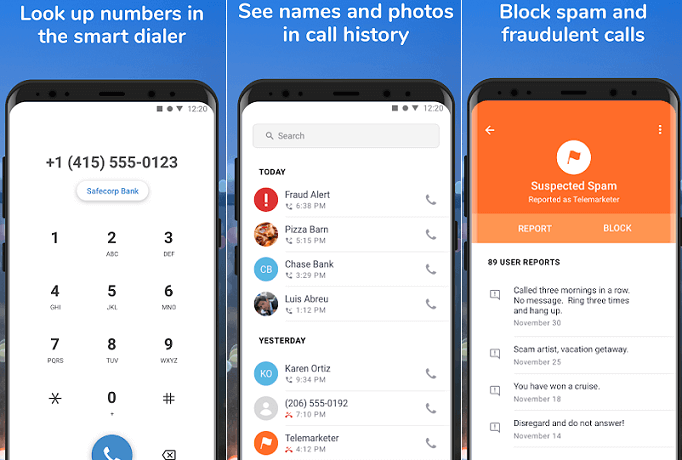 Look up numbers in
the smart dialer
12:20
+1 (415) 555-0123
Safecorp Bank
1
2
ABC
3
DEF
4
GHI
5
JKL
6
MNO
7
PQRS
8
TUV
9
WXYZ
*
0
+
#
See names and photos
in call history
12:20
Search
TODAY
Fraud Alert
6:38 PM
Pizza Barn
5:15 PM
CB
Chase Bank
3:29 PM
Luis Abreu
1:12 PM
YESTERDAY
KO
Karen Ortiz
9:34 PM
(206) 555-0192
7:10 PM
Telemarketer
4:12 PM
Block spam and
fraudulent calls
12:20
Suspected Spam
Reported as Telemarketer
REPORT
BLOCK
89 USER REPORTS
Called three mornings in a row.
No message. Ring three times
and hang up.
November 30
Scam artist, vacation getaway.
November 25
You have won a cruise.
November 18
Disregard and do not answer!
November 14